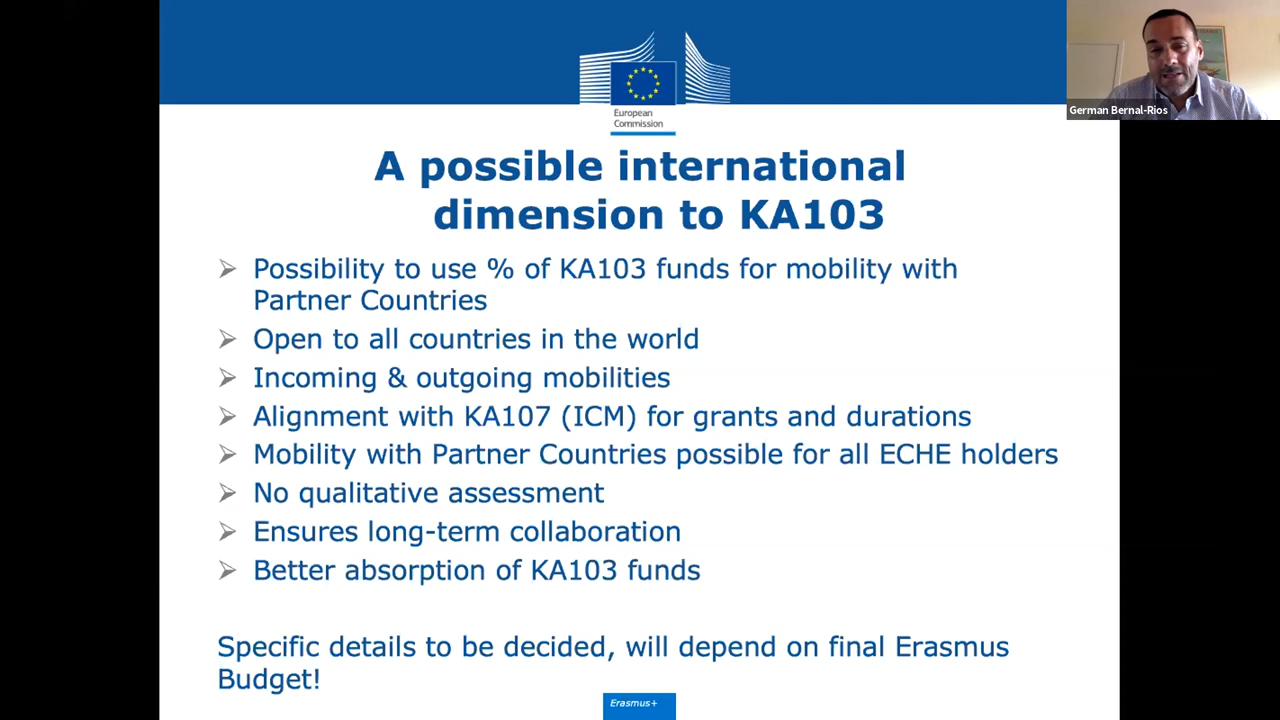 European
Commission
German Bernal-Rios
A possible international
dimension to KA103
Possibility to use % of KA103 funds for mobility with
Partner Countries
Open to all countries in the world
Incoming & outgoing mobilities
Alignment with KA107 (ICM) for grants and durations
Mobility with Partner Countries possible for all ECHE holders
No qualitative assessment
Ensures long-term collaboration
Better absorption of KA103 funds
Specific details to be decided, will depend on final Erasmus
Budget!
Erasmus+